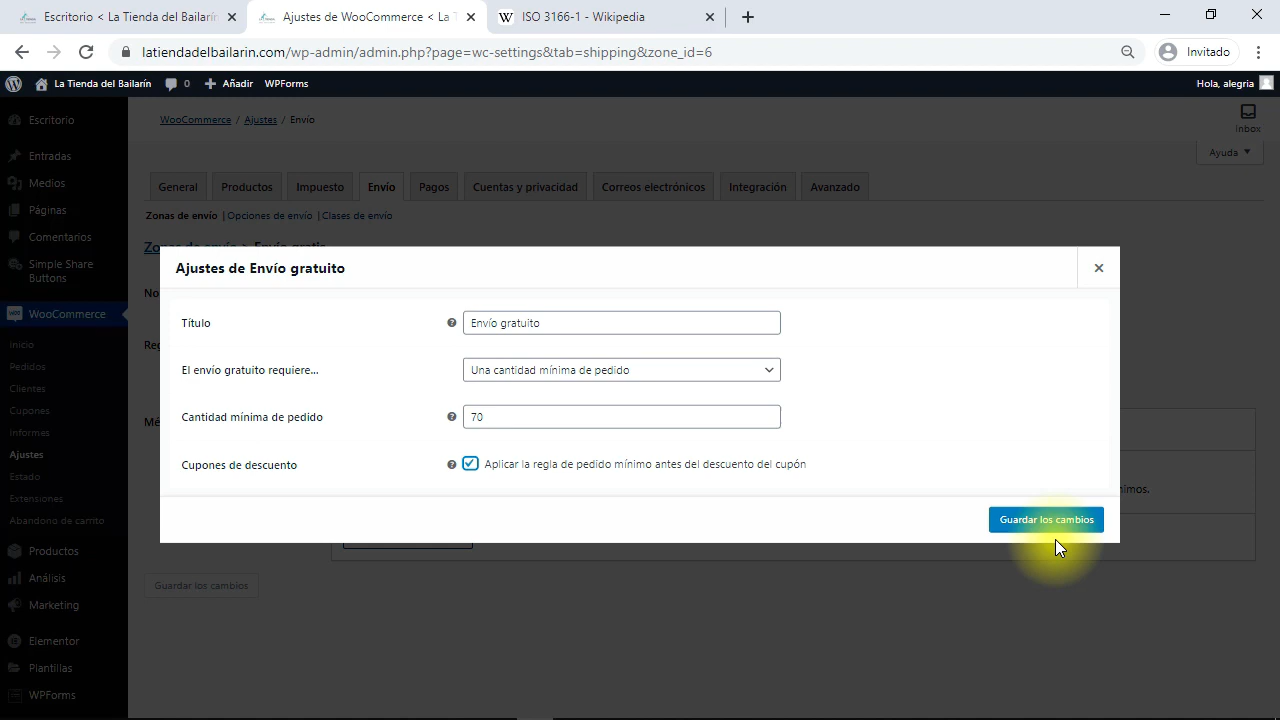 Escritorio < La Tienda del Bailarín
Ajustes de WooCommerce < La T
W ISO 3166-1 - Wikipedia
latiendadelbailarin.com/wp-admin/admin.php?page=wc-settings&tab=shipping&zone_id=6
Invitado
La Tienda del Bailarín 0 Añadir WPForms
Hola, alegria
Escritorio
Entradas
Medios
Páginas
Comentarios
Simple Share
Buttons
WooCommerce
Inicio
Pedidos
Clientes
Cupones
Informes
Ajustes
Estado
Extensiones
Abandono de carrito
Productos
Análisis
Marketing
Elementor
Plantillas
WPForms
WooCommerce / Ajustes / Envío
Inbox
Ayuda
General Productos Impuesto Envío Pagos Cuentas y privacidad Correos electrónicos Integración Avanzado
Zonas de envío | Opciones de envío | Clases de envío
Ajustes de Envío gratuito
Título
Envío gratuito
El envío gratuito requiere...
Una cantidad mínima de pedido
Cantidad mínima de pedido
70
Cupones de descuento
Aplicar la regla de pedido mínimo antes del descuento del cupón
Guardar los cambios
Guardar los cambios